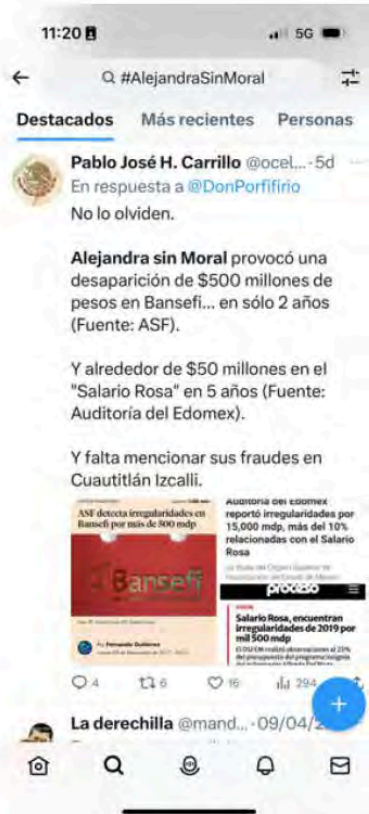 11:20
5G
#AlejandraSinMoral
Destacados Más recientes Personas
Pablo José H. Carrillo @ocel... · 5d
En respuesta a @DonPorfifirio
No lo olviden.
Alejandra sin Moral provocó una
desaparición de $500 millones de
pesos en Bansefi... en sólo 2 años
(Fuente: ASF).
Y alrededor de $50 millones en el
"Salario Rosa" en 5 años (Fuente:
Auditoría del Edomex).
Y falta mencionar sus fraudes en
Cuautitlán Izcalli.
ASF detecta irregularidades en
Bansefi por más de 800 mdp
Bansefi
Por Fernando Gutiérrez
Auditoría del Edomex
reportó irregularidades por
15,000 mdp, más del 10%
relacionadas con el Salario
Rosa
proceso
Salario Rosa, encuentran
irregularidades de 2019 por
mil 500 mdp
4 6 16 294
La derechilla @mand... · 09/04/2